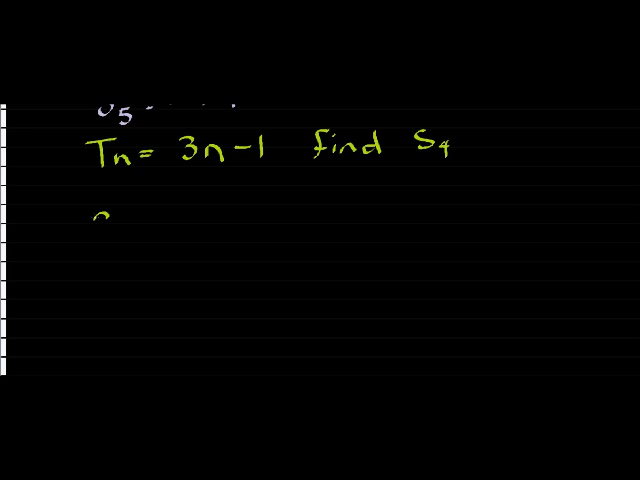 Tn = 3n - 1 find S4